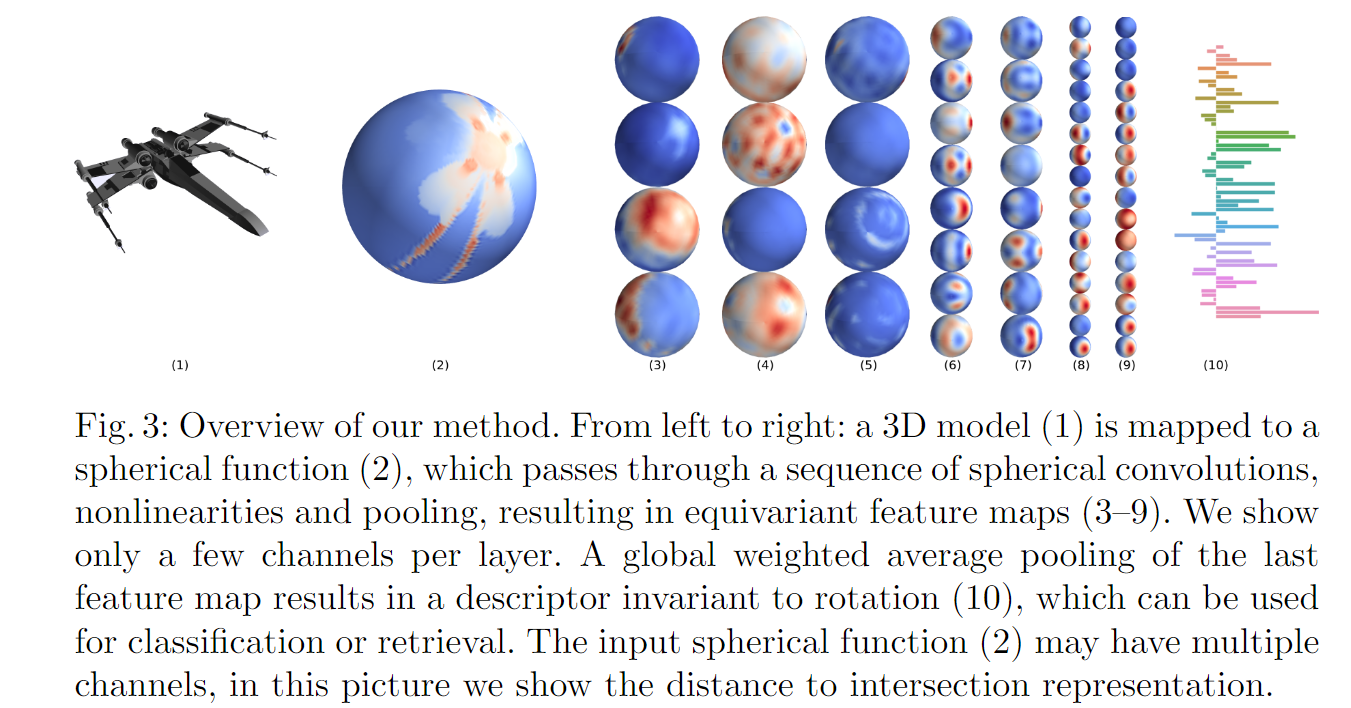 (1) (2) (3) (4) (5) (6) (7) (8) (9) (10)
Fig. 3: Overview of our method. From left to right: a 3D model (1) is mapped to a
spherical function (2), which passes through a sequence of spherical convolutions,
nonlinearities and pooling, resulting in equivariant feature maps (3–9). We show
only a few channels per layer. A global weighted average pooling of the last
feature map results in a descriptor invariant to rotation (10), which can be used
for classification or retrieval. The input spherical function (2) may have multiple
channels, in this picture we show the distance to intersection representation.